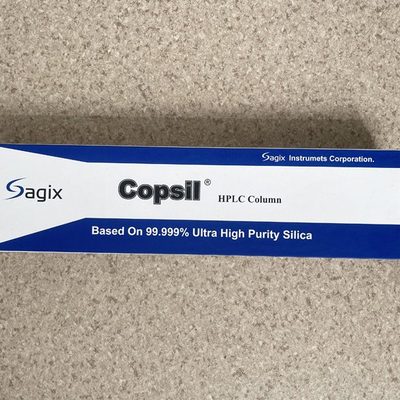 Sagix Instrumets Corporation.
Sagix
Copsil® HPLC Column
Based On 99.999% Ultra High Purity Silica